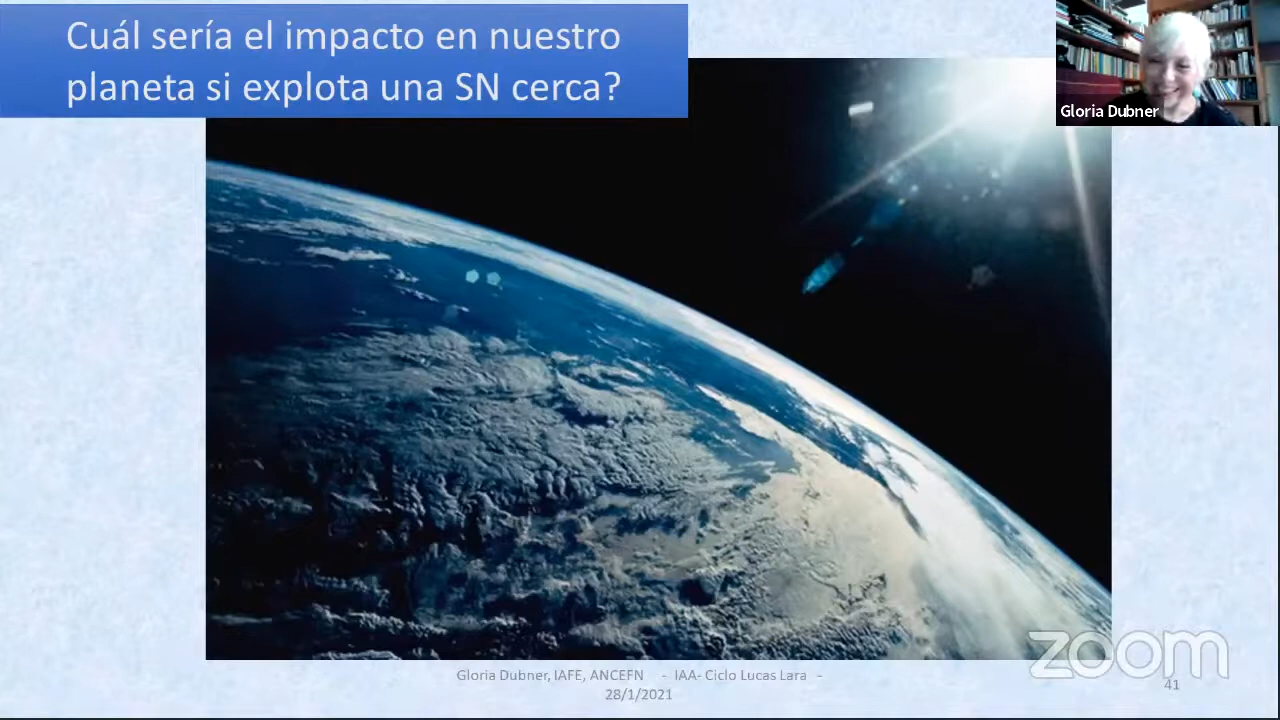 Cuál sería el impacto en nuestro
planeta si explota una SN cerca?
Gloria Dubner
Gloria Dubner, IAFE, ANCEFN - IAA- Ciclo Lucas Lara -
28/1/2021
zoom
41